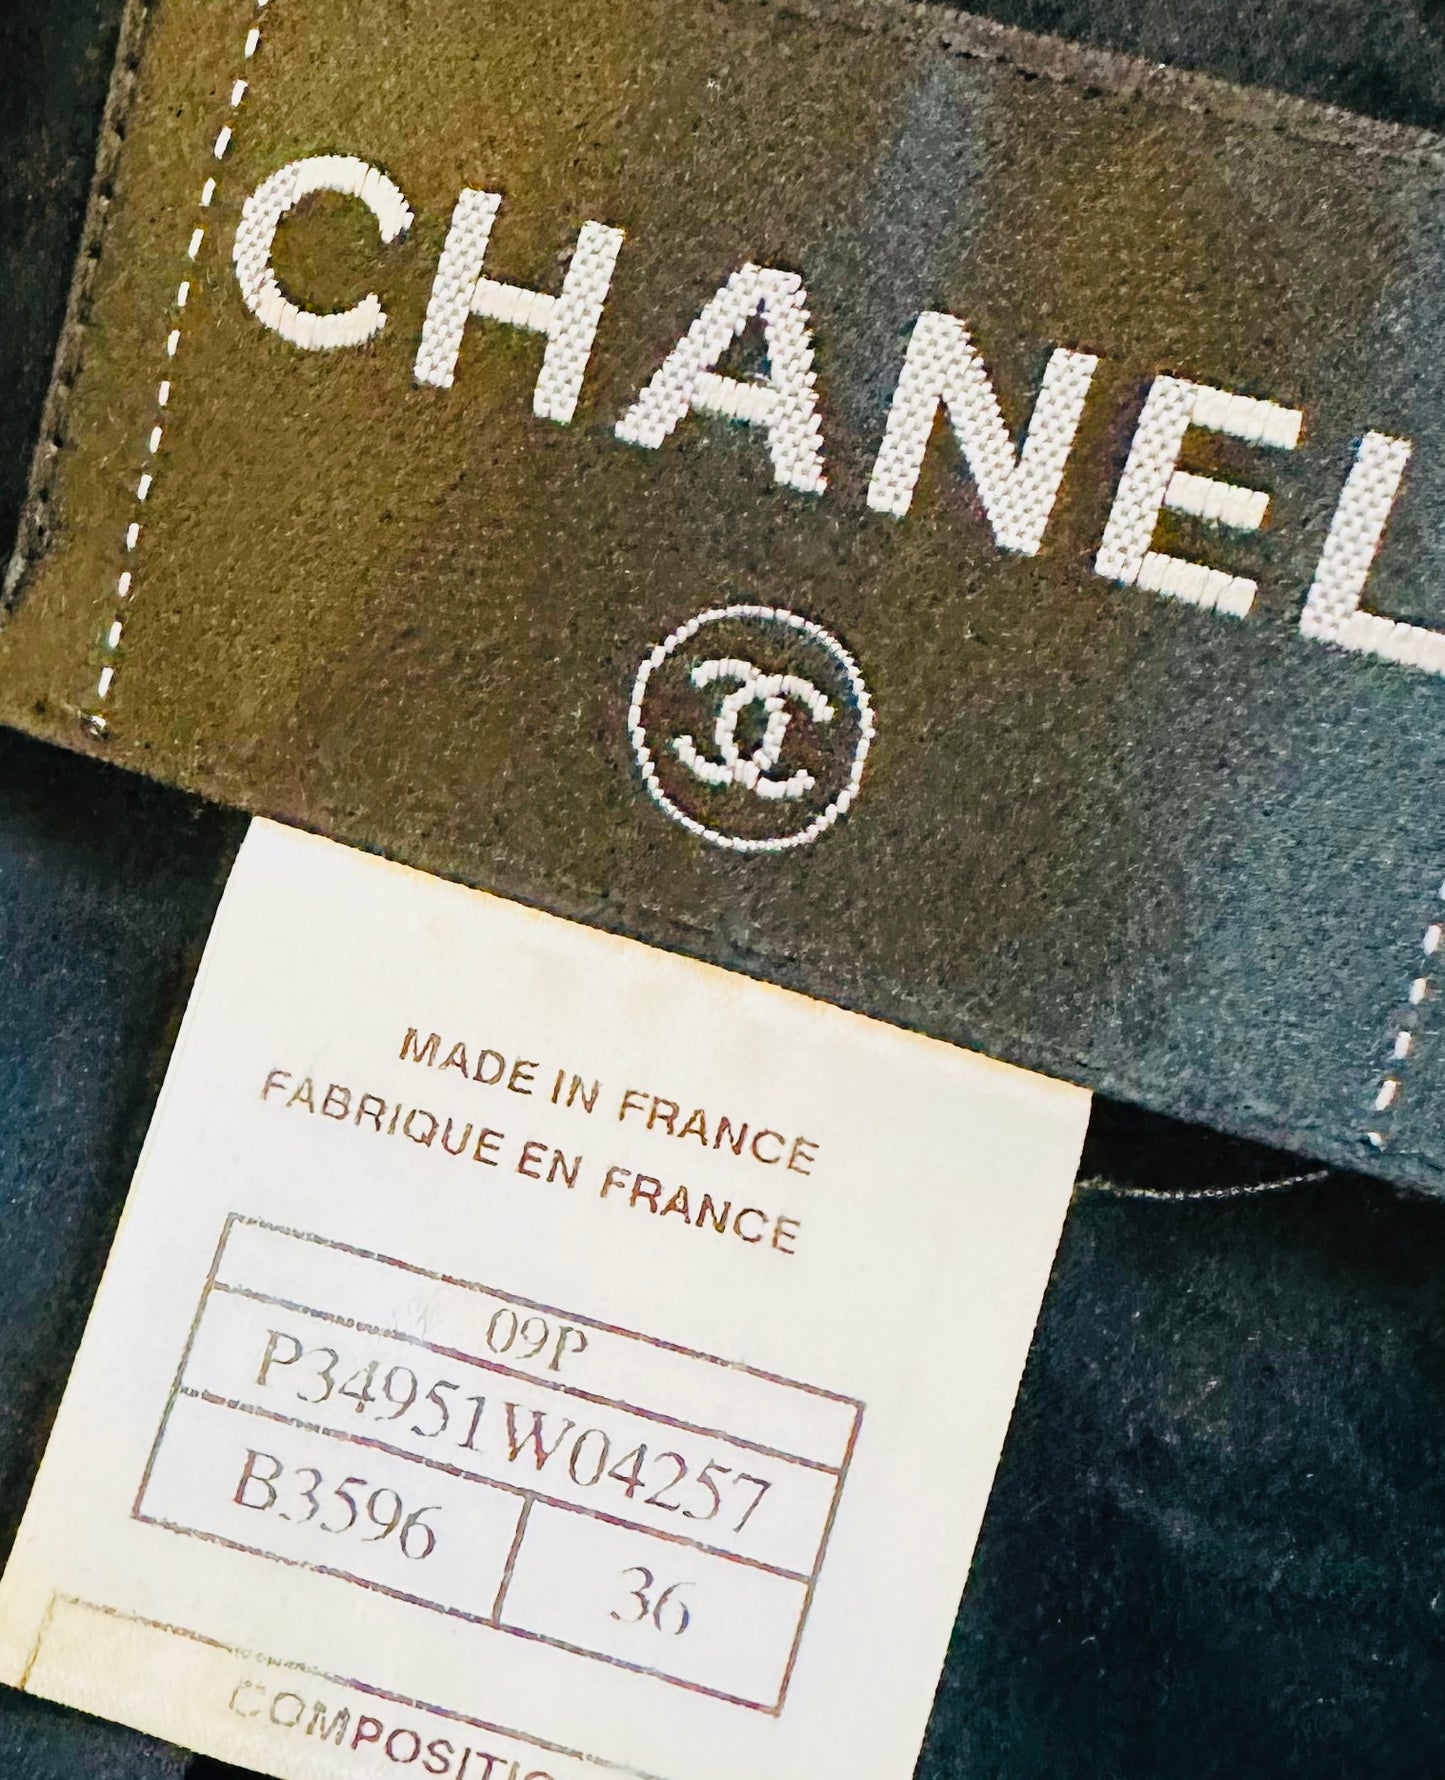 CHANEL
MADE IN FRANCE
FABRIQUE EN FRANCE
09P
P34951W04257
B3596
36